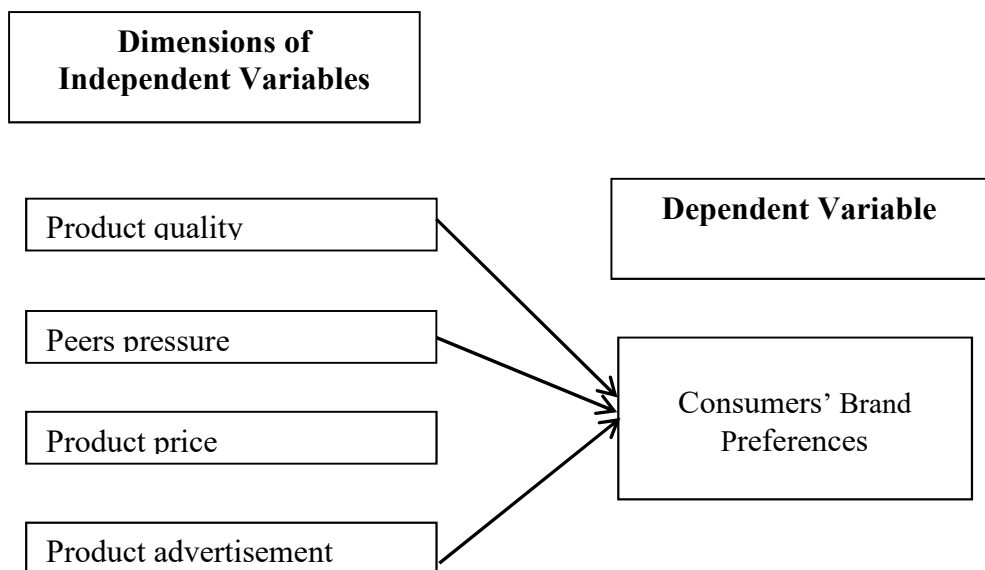 Dimensions of
Independent Variables
Product quality
Peers pressure
Product price
Product advertisement
Dependent Variable
Consumers’ Brand
Preferences